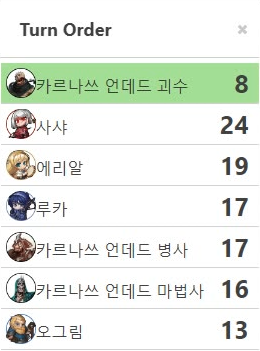 Turn Order ×
카르나쓰 언데드 괴수 8
사샤 24
에리알 19
루카 17
카르나쓰 언데드 병사 17
카르나쓰 언데드 마법사 16
오그림 13